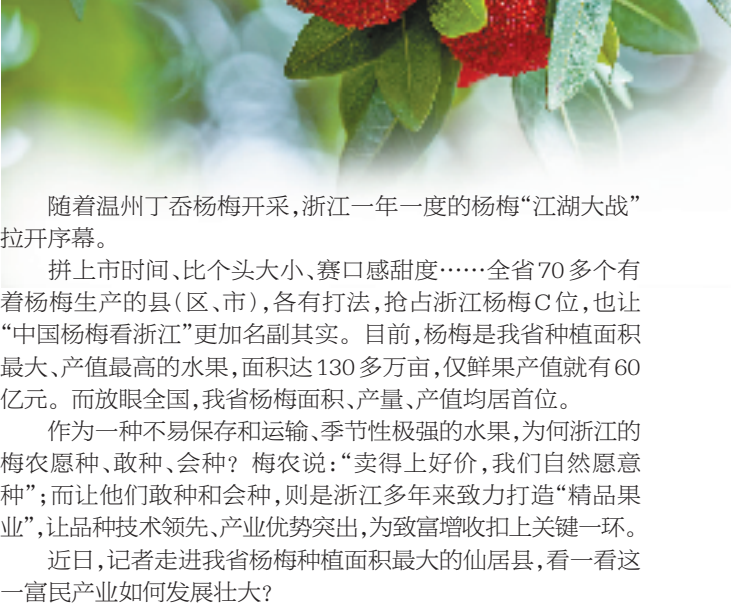 随着温州丁岙杨梅开采,浙江一年一度的杨梅“江湖大战”
拉开序幕。
拼上市时间、比个头大小、赛口感甜度……全省70多个有
着杨梅生产的县(区、市),各有打法,抢占浙江杨梅C位,也让
“中国杨梅看浙江”更加名副其实。目前,杨梅是我省种植面积
最大、产值最高的水果,面积达130多万亩,仅鲜果产值就有60
亿元。而放眼全国,我省杨梅面积、产量、产值均居首位。
作为一种不易保存和运输、季节性极强的水果,为何浙江的
梅农愿种、敢种、会种?梅农说:“卖得上好价,我们自然愿意
种”;而让他们敢种和会种,则是浙江多年来致力打造“精品果
业”,让品种技术领先、产业优势突出,为致富增收扣上关键一环。
近日,记者走进我省杨梅种植面积最大的仙居县,看一看这
一富民产业如何发展壮大?